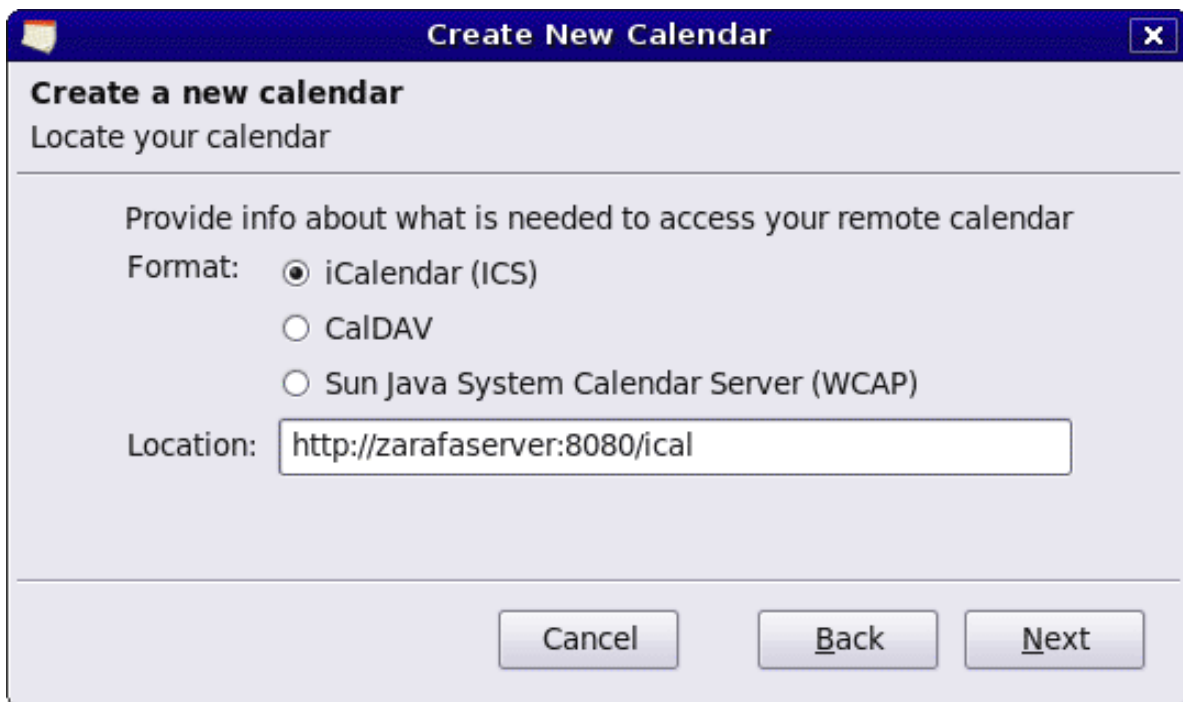 Create New Calendar
Create a new calendar
Locate your calendar
Provide info about what is needed to access your remote calendar
Format: iCalendar (ICS)
CalDAV
Sun Java System Calendar Server (WCAP)
Location: http://zarafaserver:8080/ical
Cancel Back Next